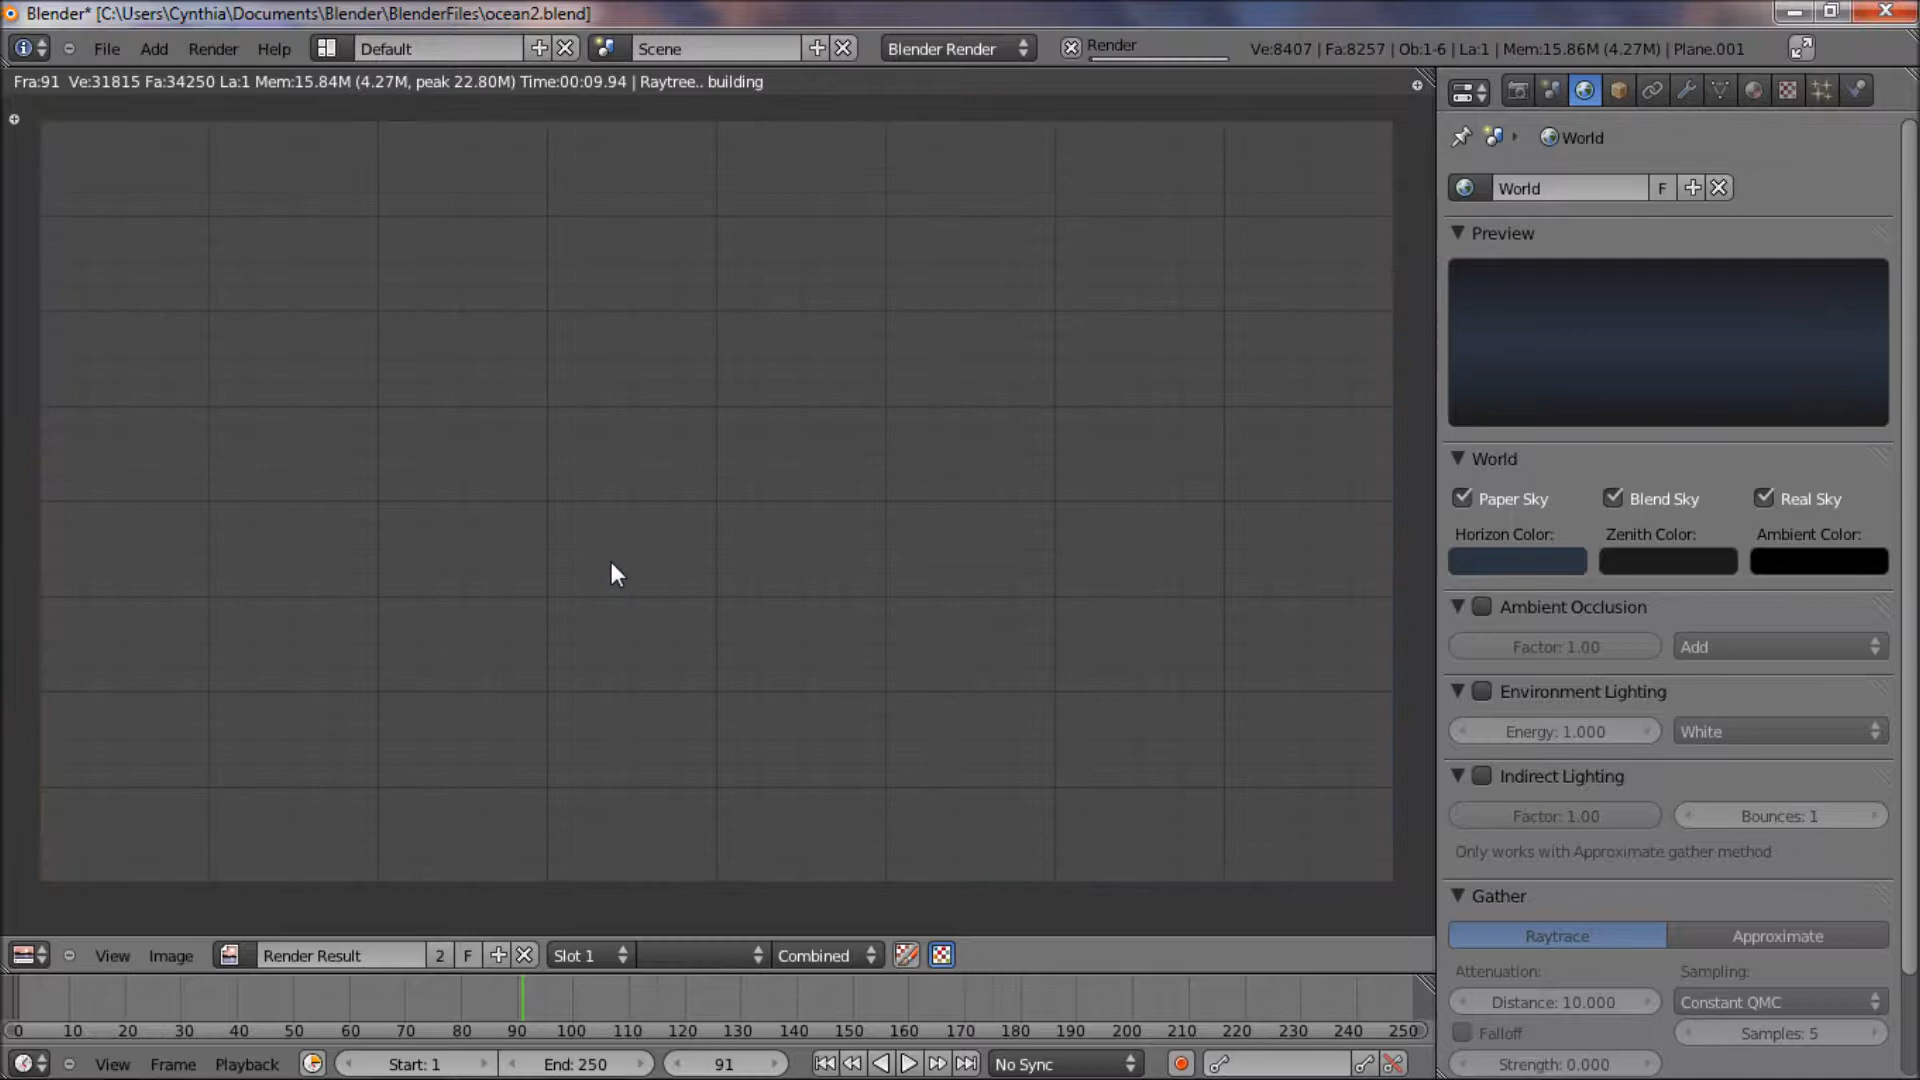 Blender* [C:\Users\Cynthia\Documents\Blender\BlenderFiles\ocean2.blend]
File Add Render Help Default Scene Blender Render Render Ve:8407 | Fa:8257 | Ob:1-6 | La:1 | Mem:15.86M (4.27M) | Plane.001
Fra:91 Ve:31815 Fa:34250 La:1 Mem:15.84M (4.27M, peak 22.80M) Time:00:09.94 | Raytree.. building
World
World F
Preview
World
Paper Sky Blend Sky Real Sky
Horizon Color: Zenith Color: Ambient Color:
Ambient Occlusion
Factor: 1.00 Add
Environment Lighting
Energy: 1.000 White
Indirect Lighting
Factor: 1.00 Bounces: 1
Only works with Approximate gather method
Gather
Raytrace Approximate
Attenuation: Sampling:
Distance: 10.000 Constant QMC
Falloff Samples: 5
Strength: 0.000
View Image Render Result 2 F Slot 1 Combined
0 10 20 30 40 50 60 70 80 90 100 110 120 130 140 150 160 170 180 190 200 210 220 230 240 250
View Frame Playback Start: 1 End: 250 91 No Sync